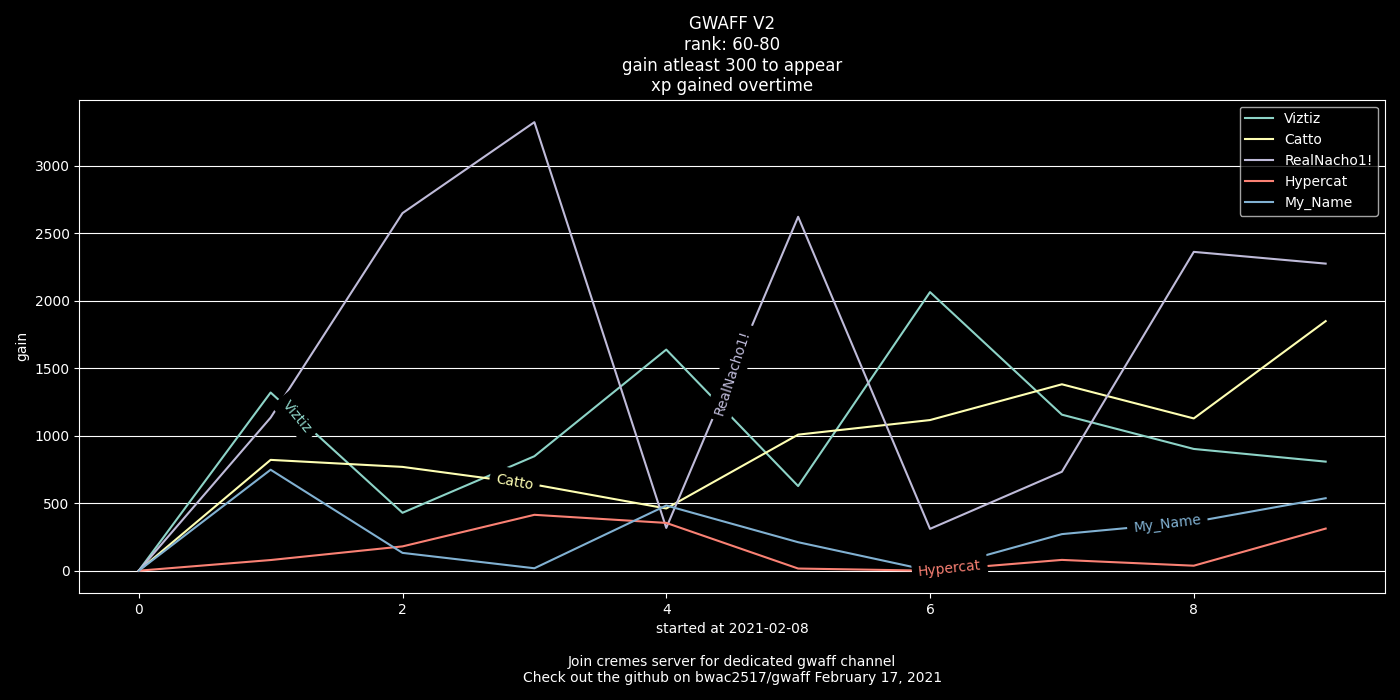 GWAFF V2
rank: 60-80
gain atleast 300 to appear
xp gained overtime
Viztiz
Catto
RealNacho1!
Hypercat
My_Name
3000
2500
2000
1500
1000
500
0
gain
Viztiz
Catto
RealNacho1!
Hypercat
My_Name
0
2
4
6
8
started at 2021-02-08
Join cremes server for dedicated gwaff channel
Check out the github on bwac2517/gwaff February 17, 2021